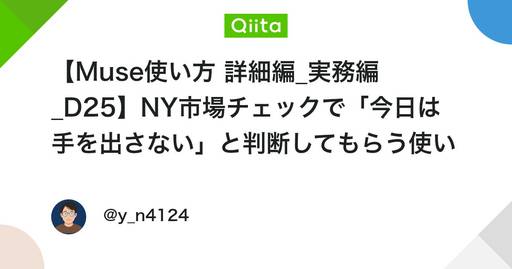 Qiita
【Muse使い方 詳細編_実務編
_D25】NY市場チェックで「今日は
手を出さない」と判断してもらう使い
@y_n4124